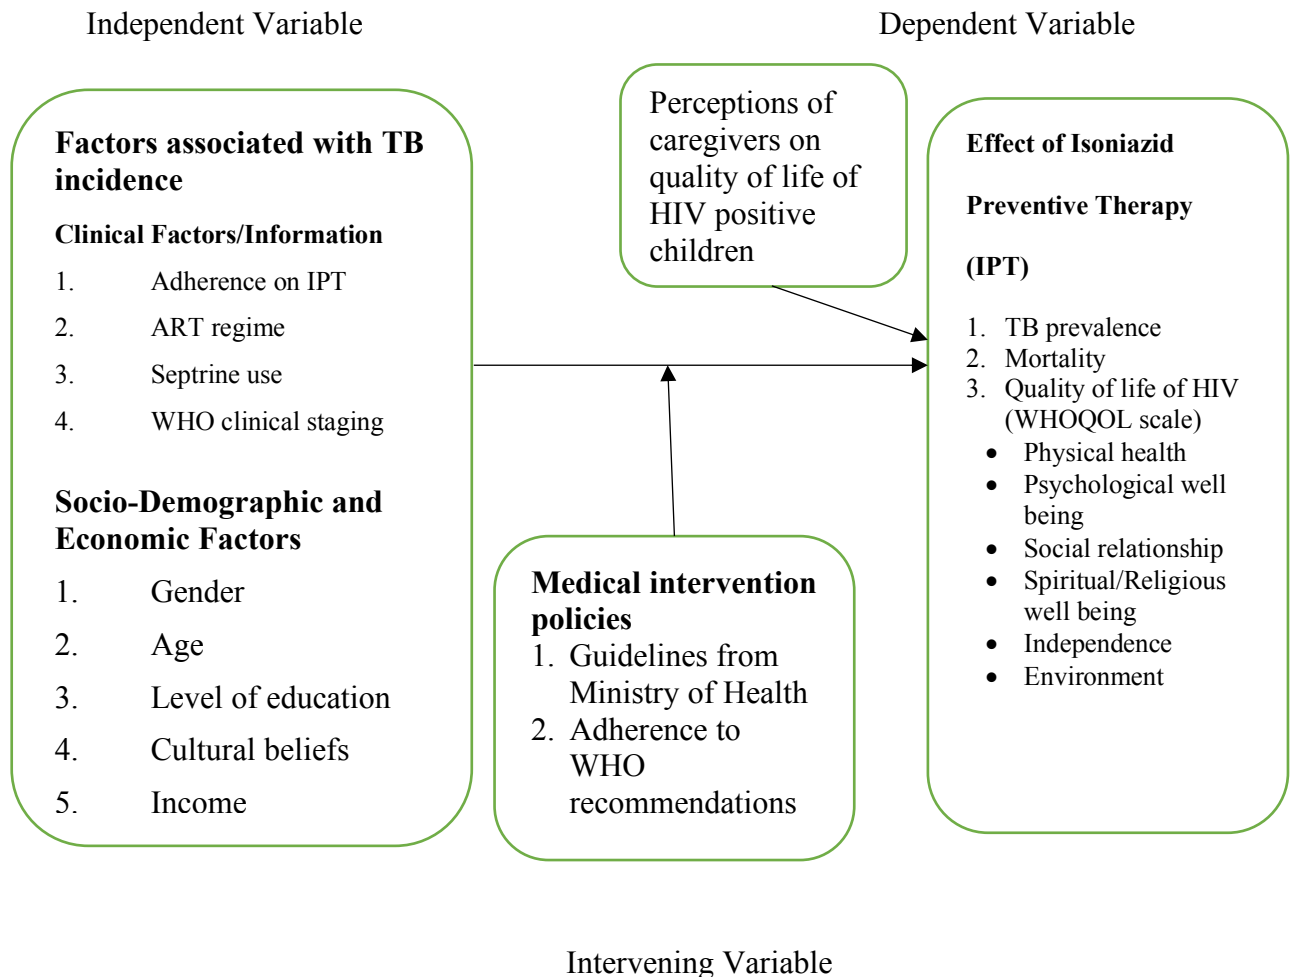 Independent Variable
Dependent Variable
Factors associated with TB
incidence
Clinical Factors/Information
1. Adherence on IPT
2. ART regime
3. Septrine use
4. WHO clinical staging
Socio-Demographic and
Economic Factors
1. Gender
2. Age
3. Level of education
4. Cultural beliefs
5. Income
Perceptions of
caregivers on
quality of life of
HIV positive
children
Medical intervention
policies
1. Guidelines from
Ministry of Health
2. Adherence to
WHO
recommendations
Effect of Isoniazid
Preventive Therapy
(IPT)
1. TB prevalence
2. Mortality
3. Quality of life of HIV
(WHOQOL scale)
• Physical health
• Psychological well
being
• Social relationship
• Spiritual/Religious
well being
• Independence
• Environment
Intervening Variable